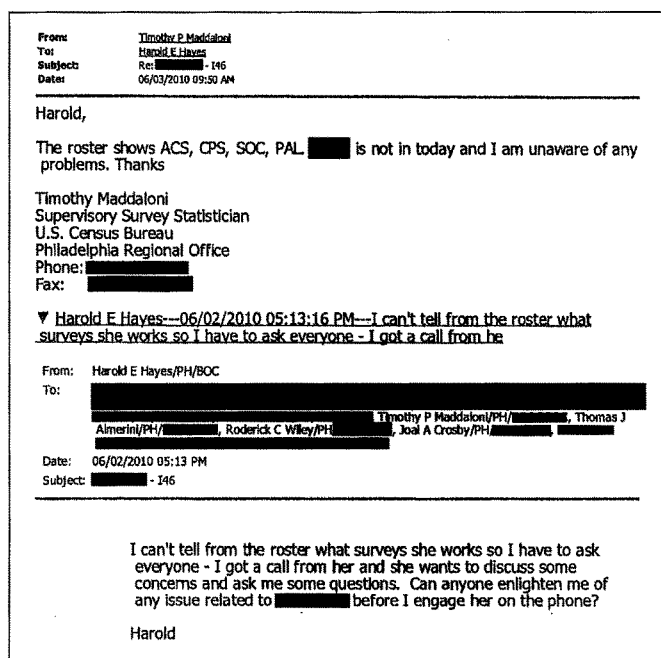 From: Timothy P Maddaloni
To: Harold E Hayes
Subject: Re: - I46
Date: 06/03/2010 09:50 AM
Harold,
The roster shows ACS, CPS, SOC, PAL. is not in today and I am unaware of any
problems. Thanks
Timothy Maddaloni
Supervisory Survey Statistician
U.S. Census Bureau
Philadelphia Regional Office
Phone:
Fax:
▼ Harold E Hayes---06/02/2010 05:13:16 PM---I can't tell from the roster what
surveys she works so I have to ask everyone - I got a call from he
From: Harold E Hayes/PH/BOC
To:
Timothy P Maddaloni/PH/ , Thomas J
Almerini/PH/ , Roderick C Wiley/PH , Joal A Crosby/PH/ ,
Date: 06/02/2010 05:13 PM
Subject: - I46
I can't tell from the roster what surveys she works so I have to ask
everyone - I got a call from her and she wants to discuss some
concerns and ask me some questions. Can anyone enlighten me of
any issue related to before I engage her on the phone?
Harold